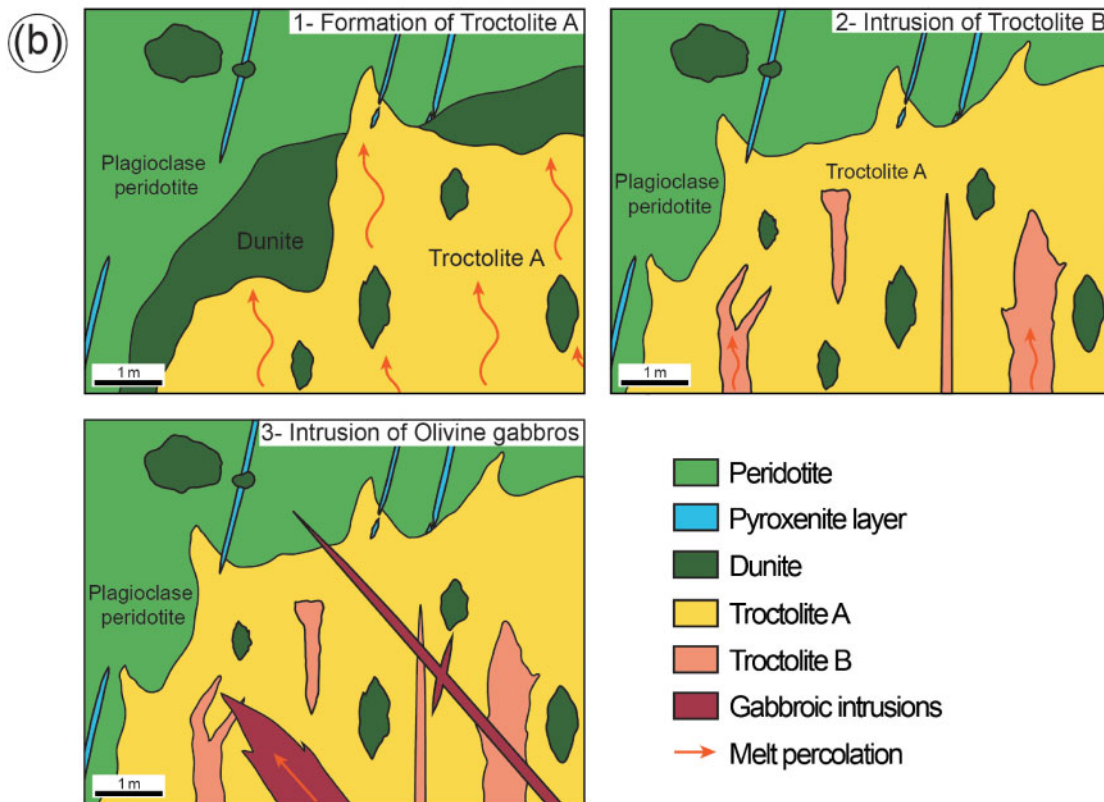 (b)
1- Formation of Troctolite A
Plagioclase
peridotite
Dunite
Troctolite A
1 m
2- Intrusion of Troctolite B
Troctolite A
Plagioclase
peridotite
1 m
3- Intrusion of Olivine gabbros
Plagioclase
peridotite
1 m
Peridotite
Pyroxenite layer
Dunite
Troctolite A
Troctolite B
Gabbroic intrusions
Melt percolation